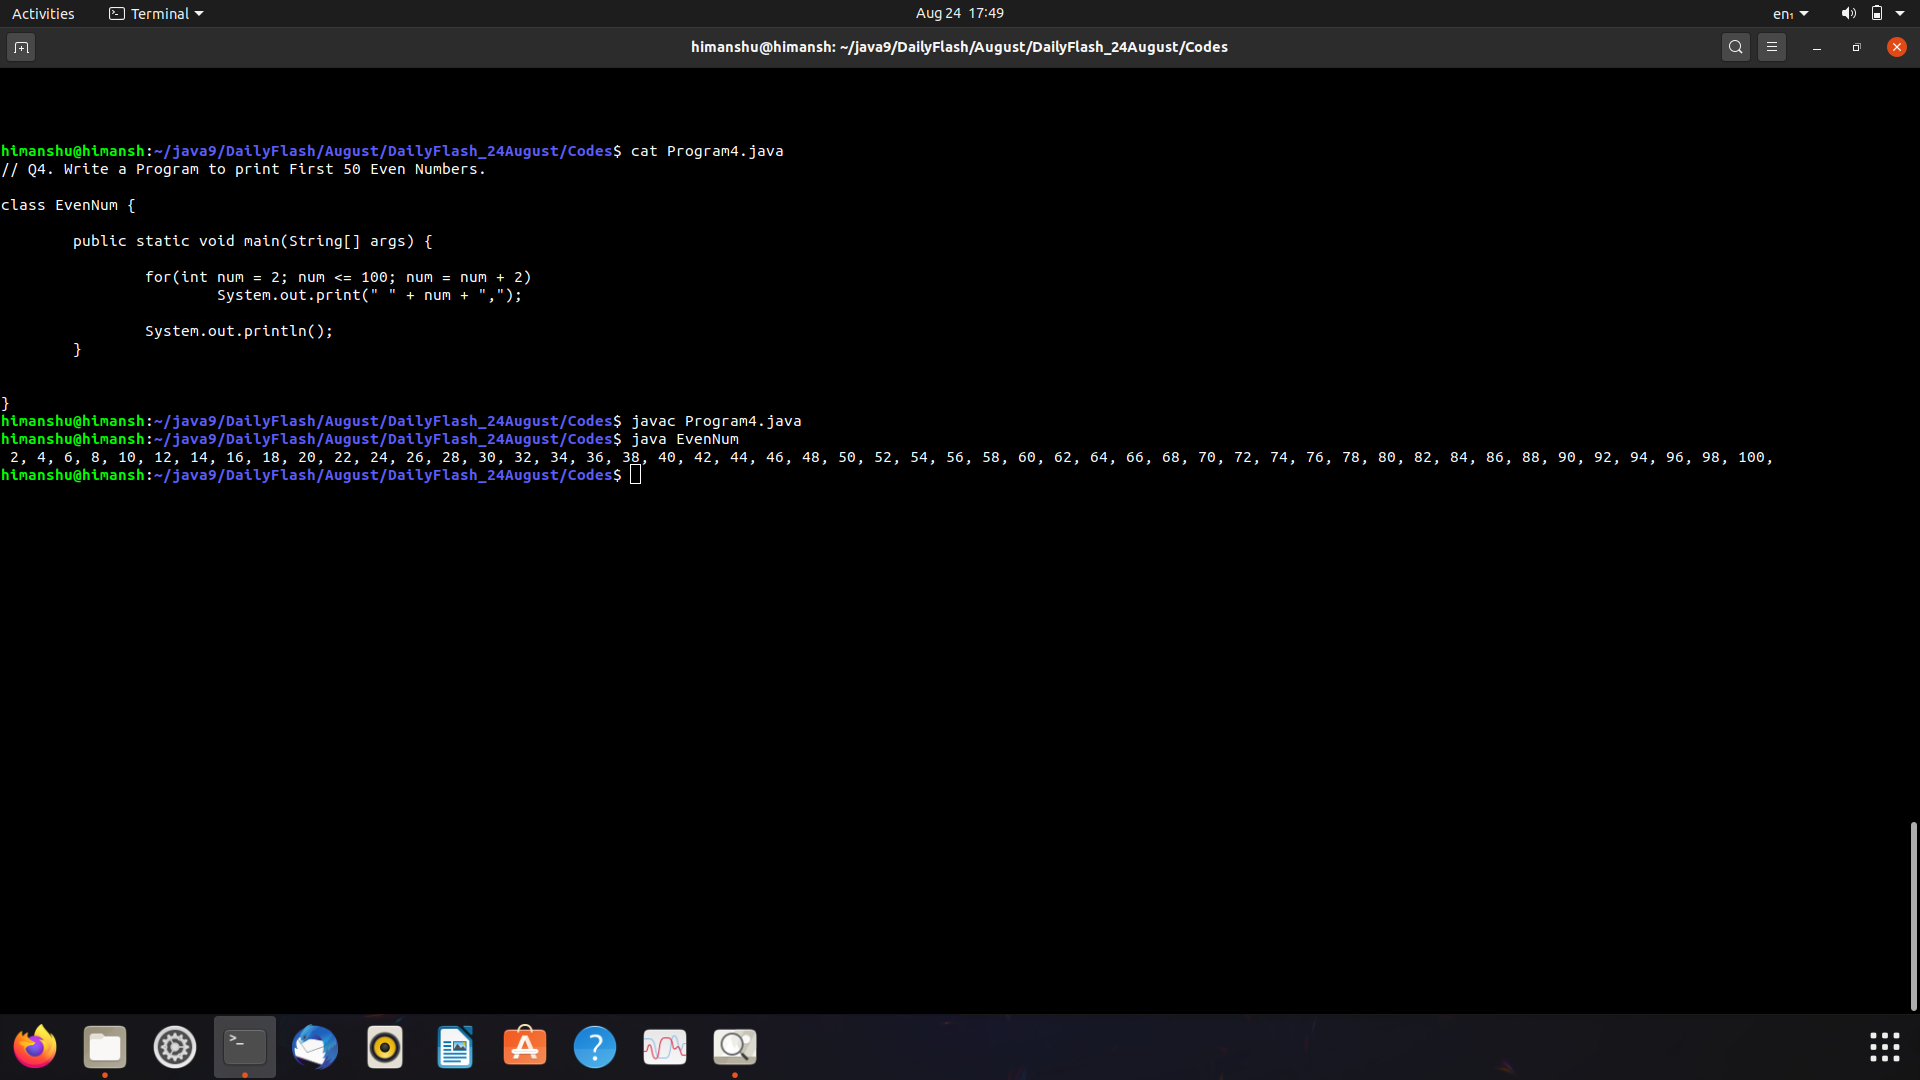 Activities Terminal Aug 24 17:49 en₁
himanshu@himansh: ~/java9/DailyFlash/August/DailyFlash_24August/Codes
himanshu@himansh:~/java9/DailyFlash/August/DailyFlash_24August/Codes$ cat Program4.java
// Q4. Write a Program to print First 50 Even Numbers.
class EvenNum {
public static void main(String[] args) {
for(int num = 2; num <= 100; num = num + 2)
System.out.print(" " + num + ",");
System.out.println();
}
}
himanshu@himansh:~/java9/DailyFlash/August/DailyFlash_24August/Codes$ javac Program4.java
himanshu@himansh:~/java9/DailyFlash/August/DailyFlash_24August/Codes$ java EvenNum
2, 4, 6, 8, 10, 12, 14, 16, 18, 20, 22, 24, 26, 28, 30, 32, 34, 36, 38, 40, 42, 44, 46, 48, 50, 52, 54, 56, 58, 60, 62, 64, 66, 68, 70, 72, 74, 76, 78, 80, 82, 84, 86, 88, 90, 92, 94, 96, 98, 100,
himanshu@himansh:~/java9/DailyFlash/August/DailyFlash_24August/Codes$